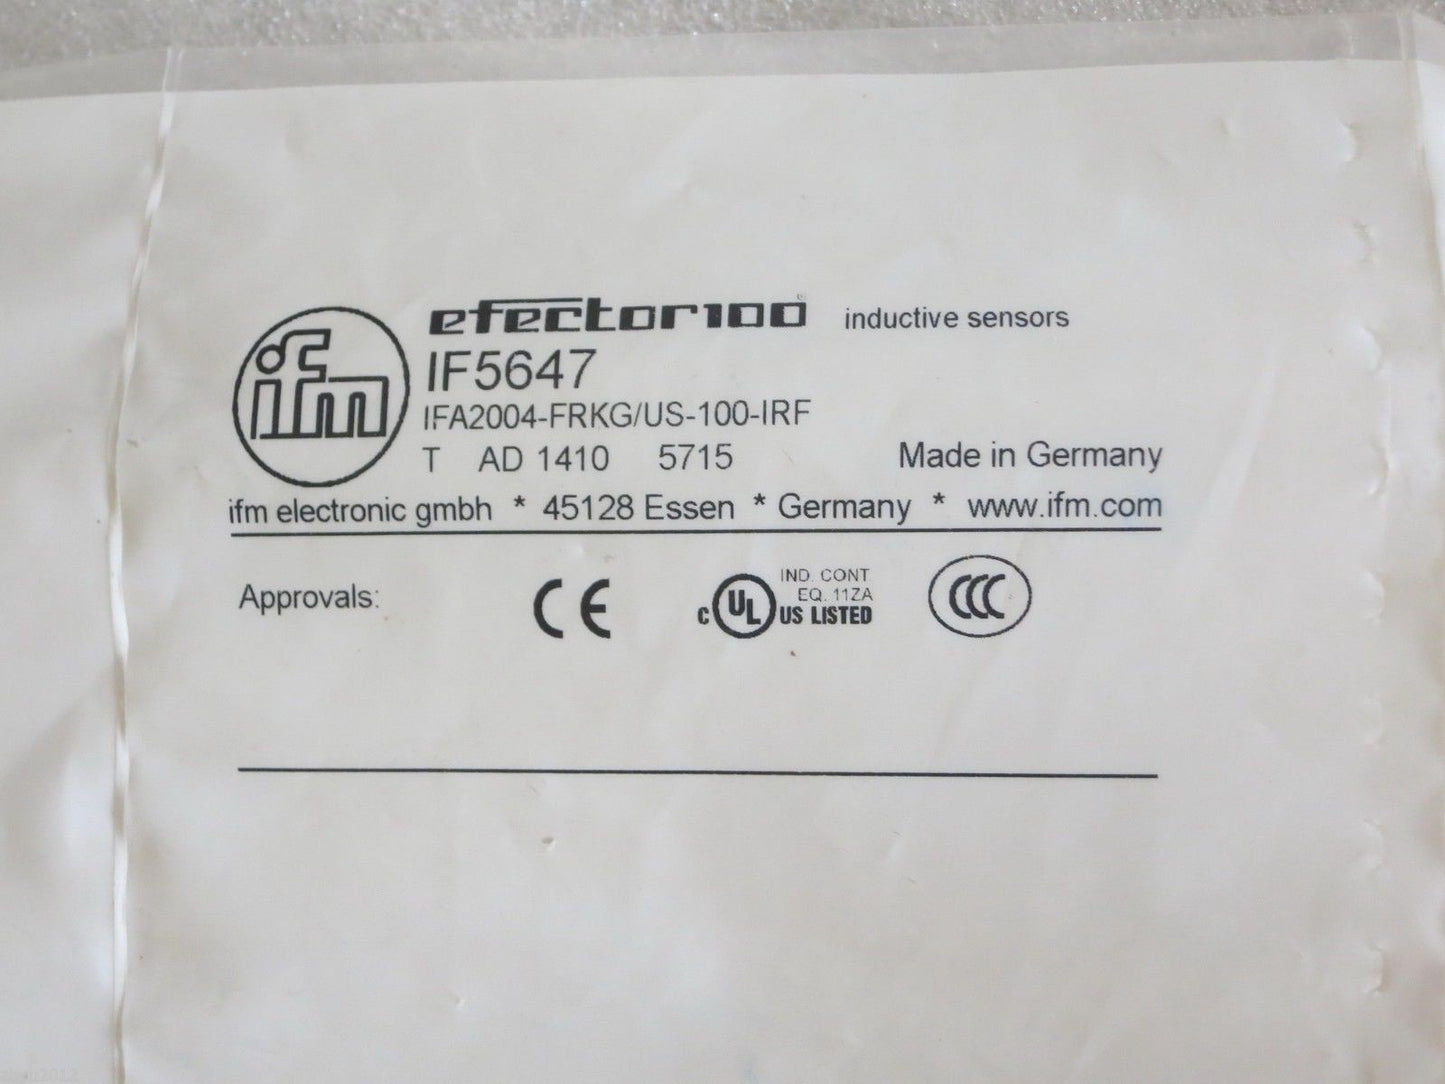 efector100® inductive sensors
ifm
IF5647
IFA2004-FRKG/US-100-IRF
T AD 1410 5715 Made in Germany
ifm electronic gmbh * 45128 Essen * Germany * www.ifm.com
Approvals:
CE
IND. CONT.
EQ. 11ZA
C UL US LISTED
CCC